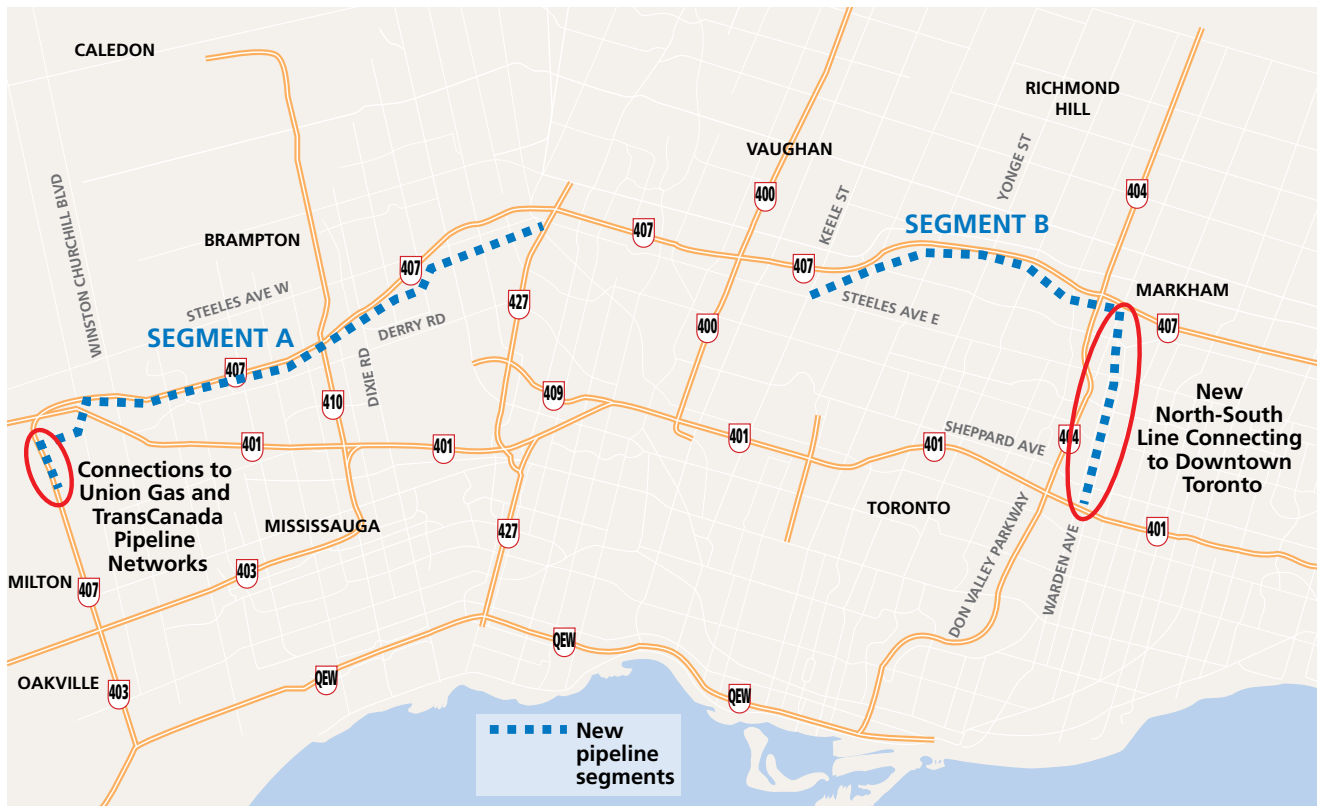 CALEDON
RICHMOND
HILL
VAUGHAN
YONGE ST
400
404
KEELE ST
WINSTON CHURCHILL BLVD
BRAMPTON
407
SEGMENT B
407
407
MARKHAM
STEELES AVE W
427
STEELES AVE E
407
DERRY RD
400
SEGMENT A
407
DIXIE RD
410
409
New
North-South
Line Connecting
to Downtown
Toronto
401
401
401
401
SHEPPARD AVE
404
Connections to
Union Gas and
TransCanada
Pipeline
Networks
MISSISSAUGA
TORONTO
427
401
DON VALLEY PARKWAY
WARDEN AVE
MILTON
407
403
QEW
OAKVILLE
403
QEW
QEW
New
pipeline
segments